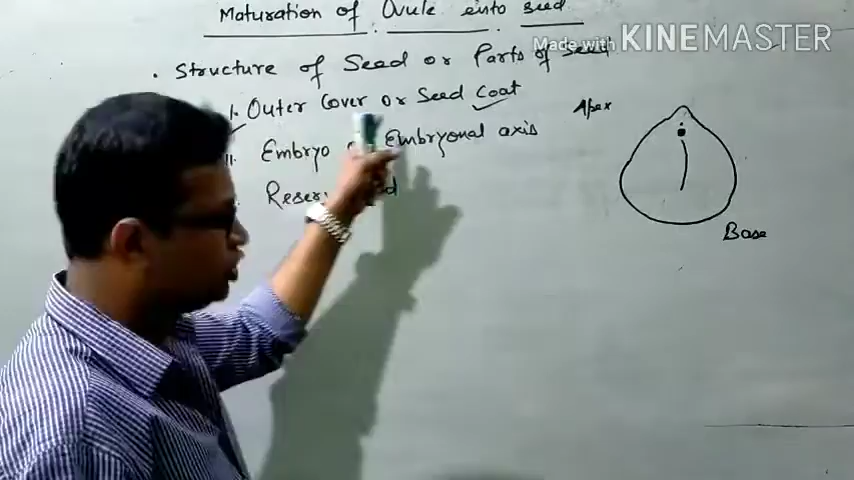 Maturation of Ovule into seed
Made with KINEMASTER
. Structure of Seed or Parts of Seed
1. Outer Cover or Seed Coat
Apex
Embryo Embryonal axis
Base